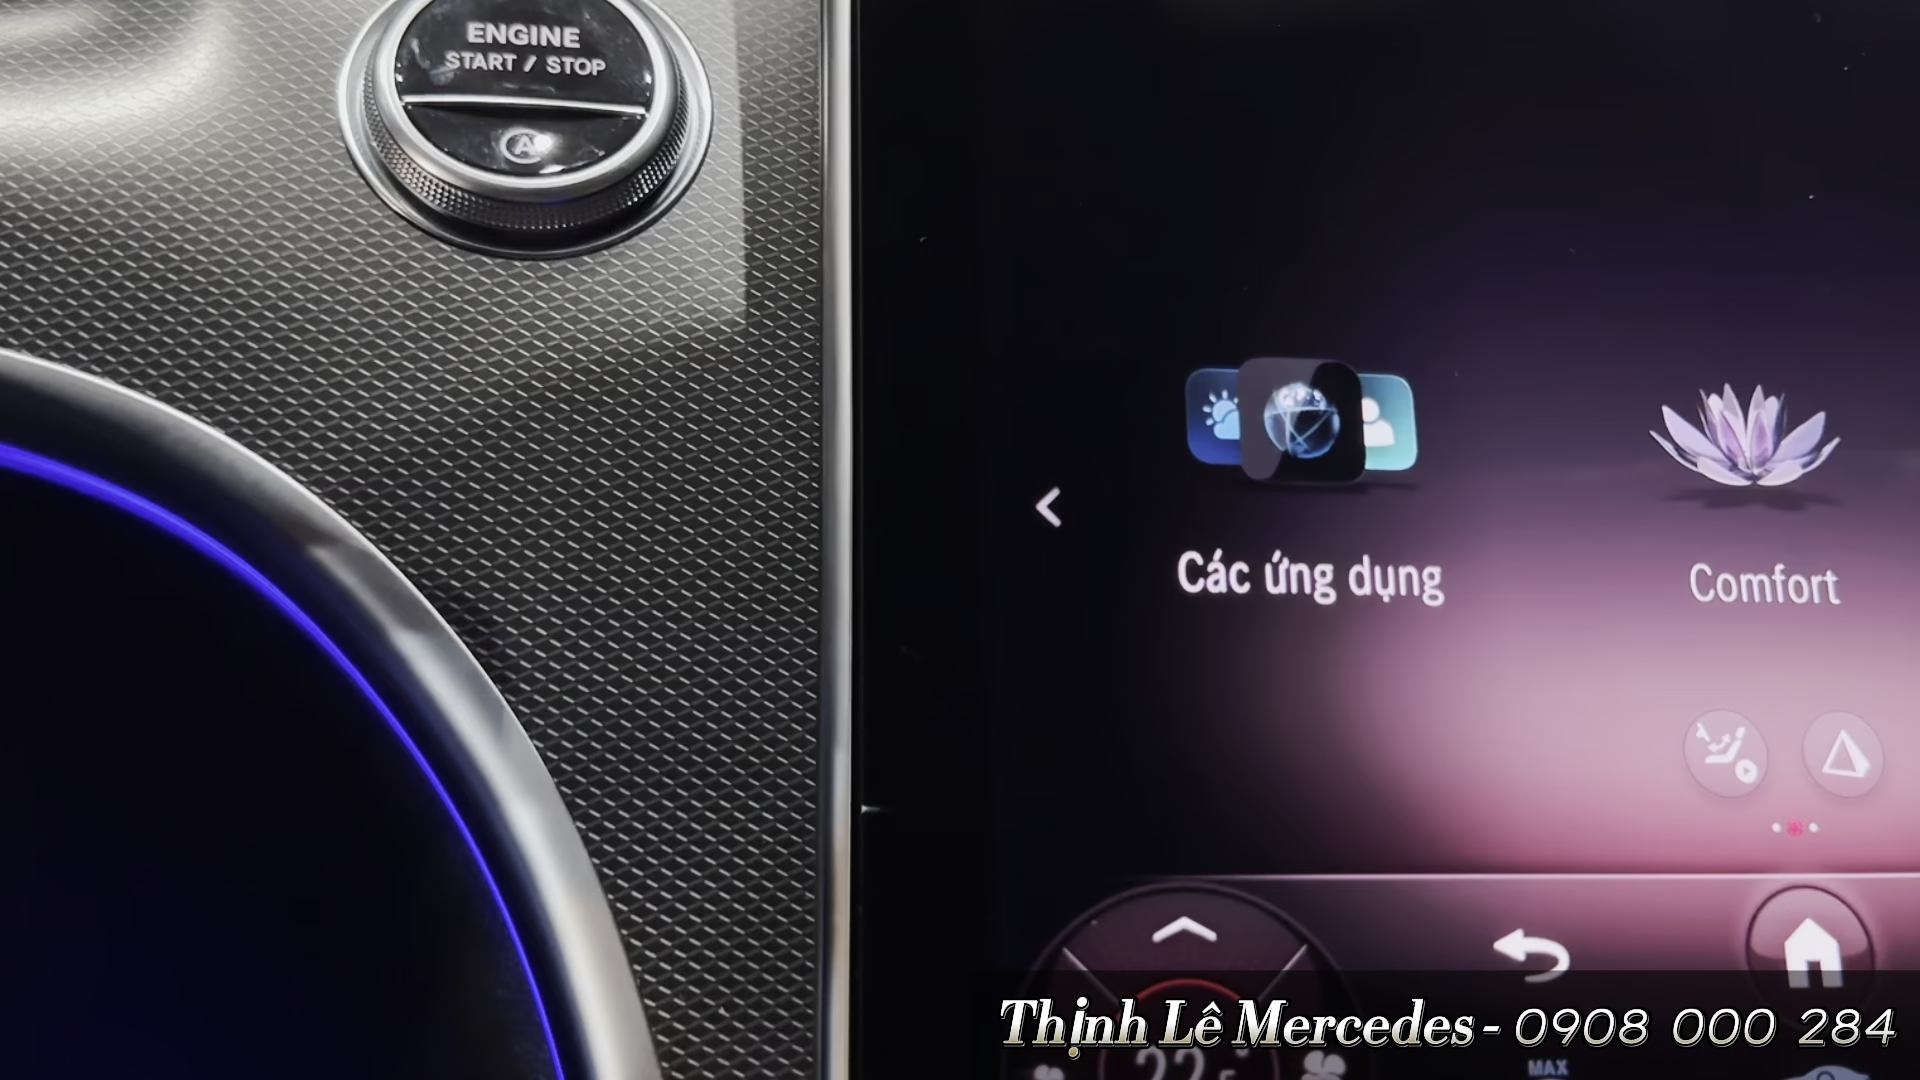 ENGINE
START / STOP
A
Các ứng dụng
Comfort
Thịnh Lê Mercedes - 0908 000 284
MAX